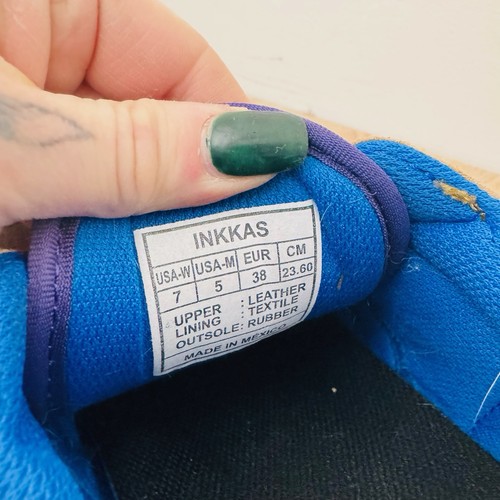 INKKAS
USA-W USA-M EUR CM
7 5 38 23.60
UPPER : LEATHER
LINING : TEXTILE
OUTSOLE : RUBBER
MADE IN MEXICO